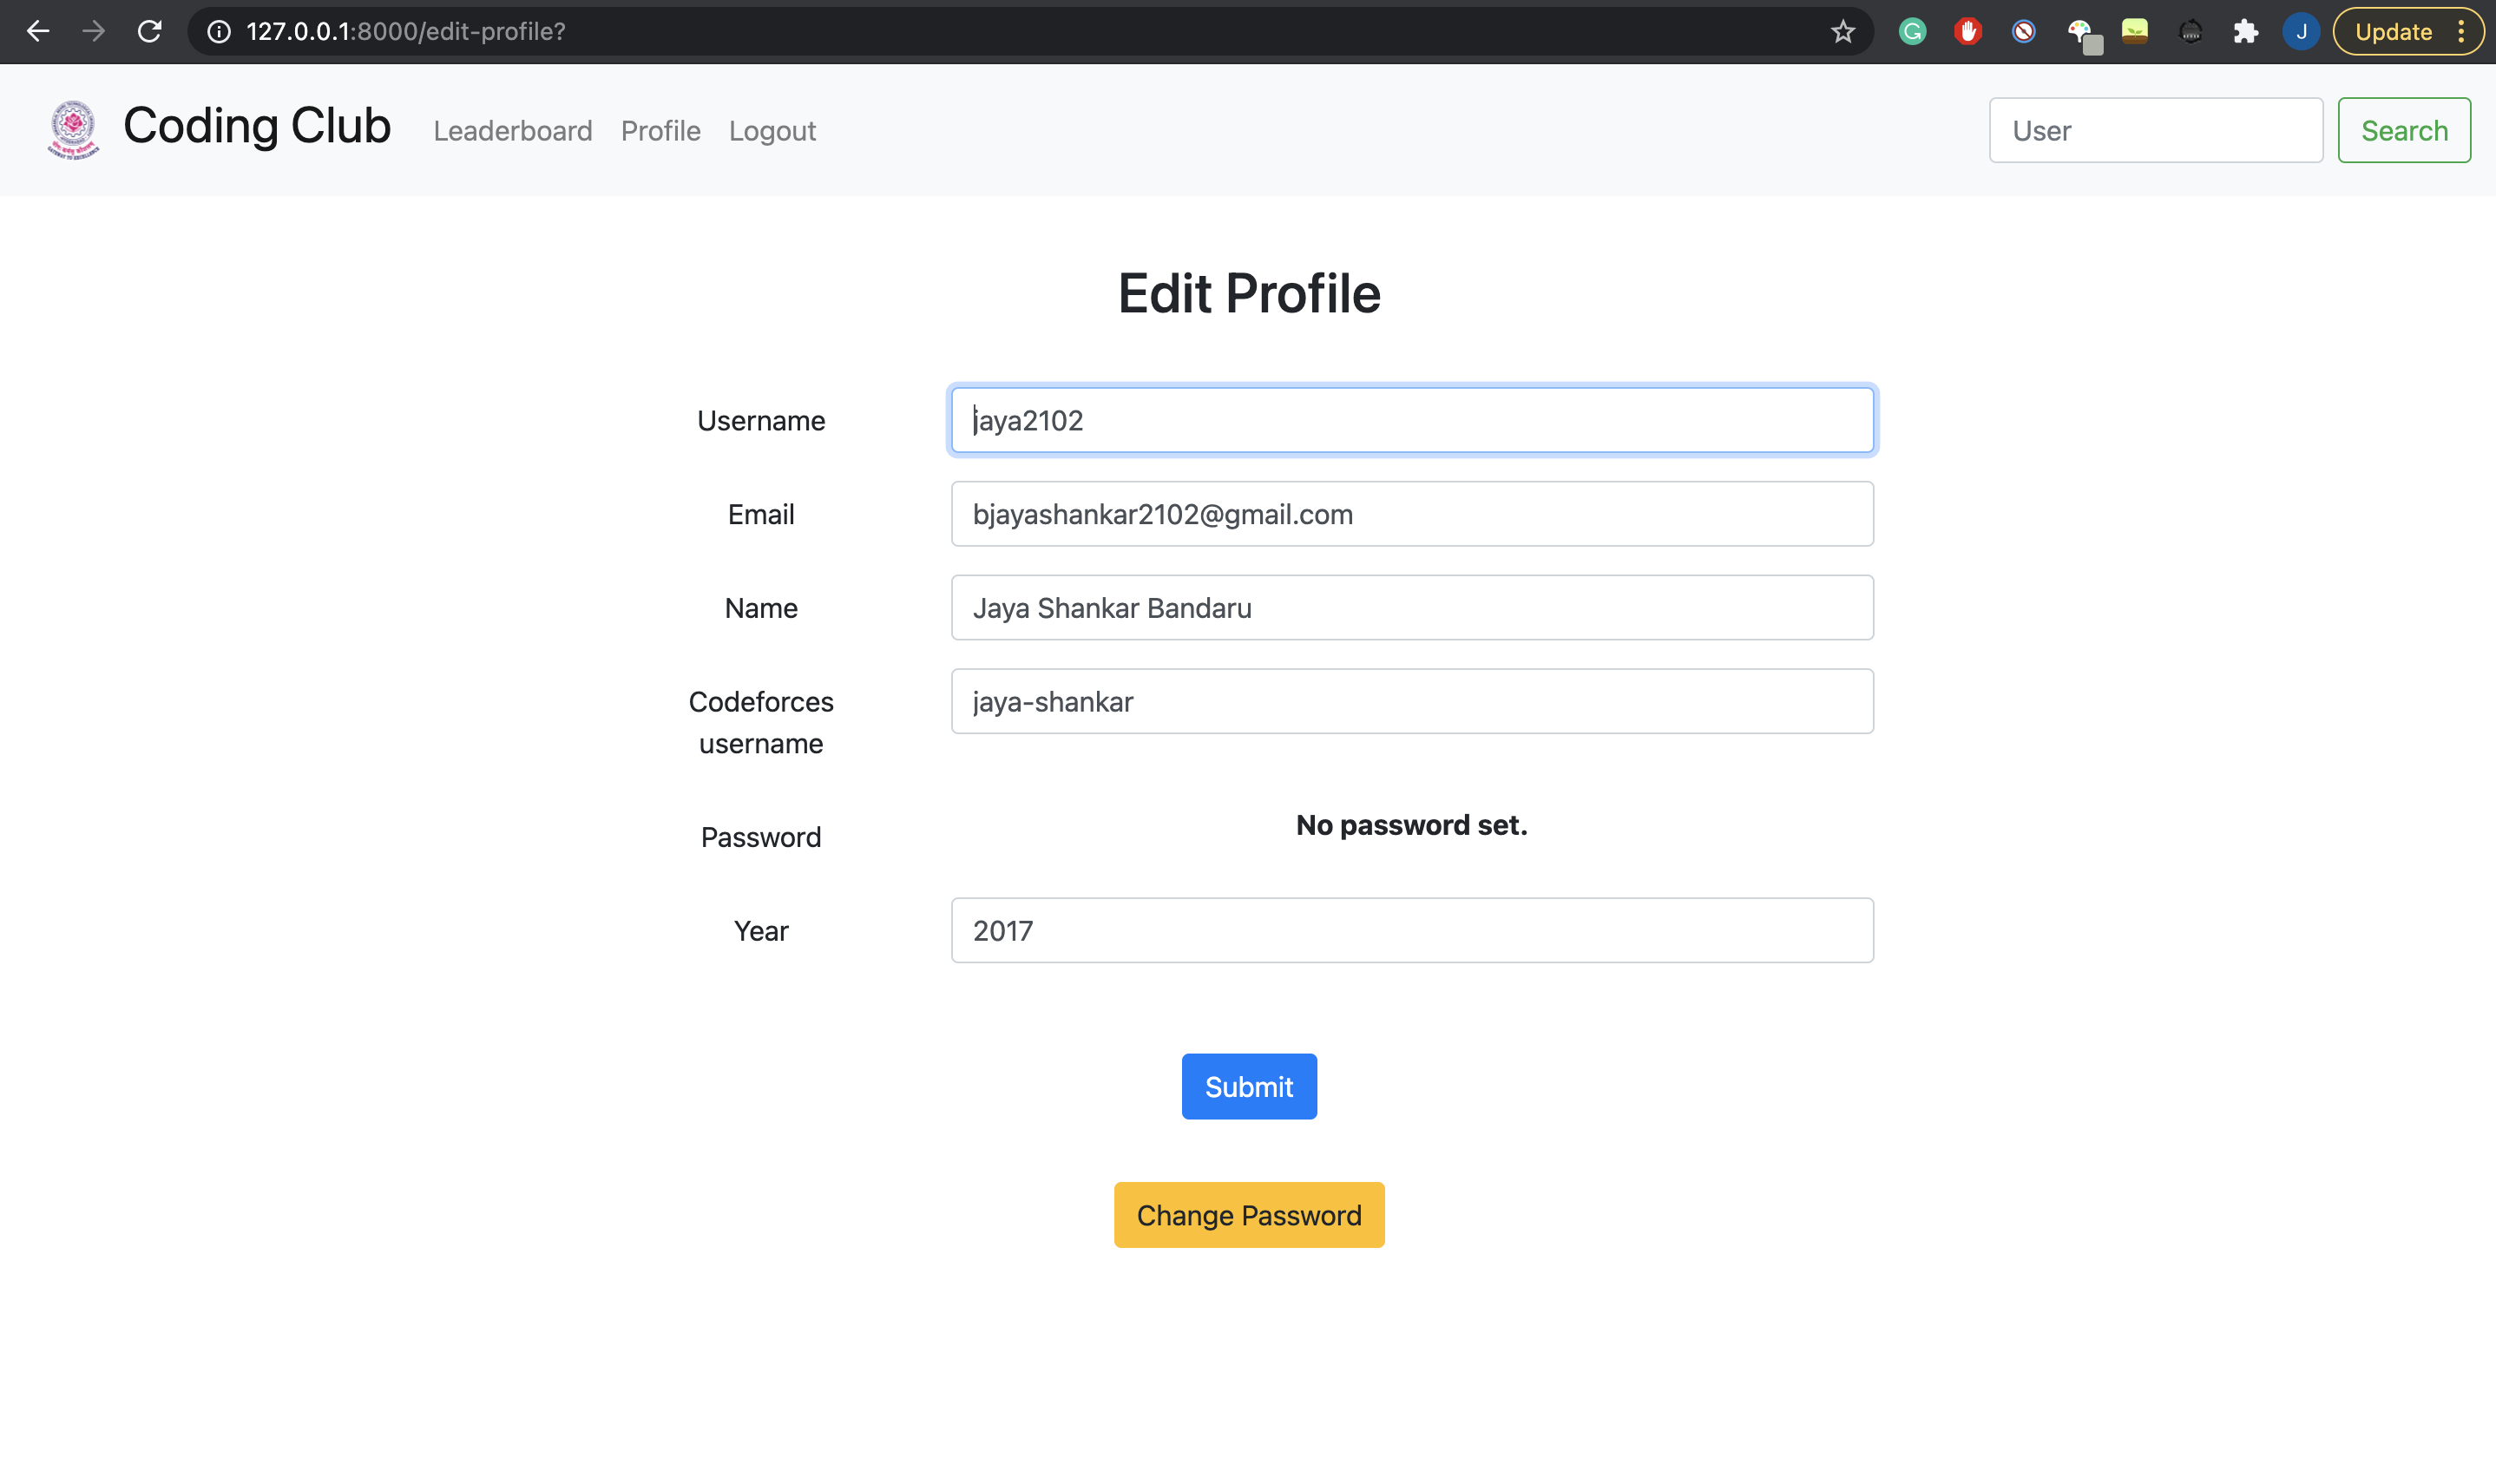 127.0.0.1:8000/edit-profile?
J
Update
Coding Club
Leaderboard
Profile
Logout
User
Search
Edit Profile
Username
jaya2102
Email
bjayashankar2102@gmail.com
Name
Jaya Shankar Bandaru
Codeforces
username
jaya-shankar
Password
No password set.
Year
2017
Submit
Change Password